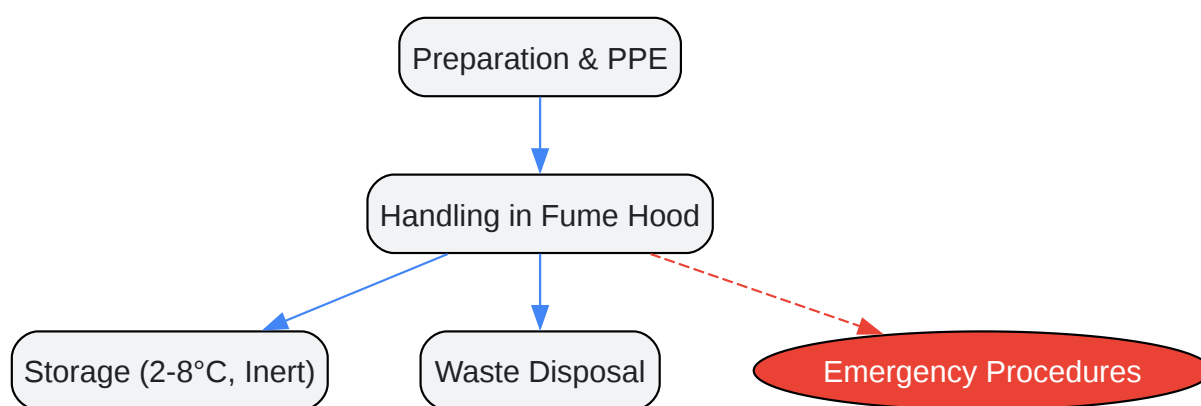 Preparation & PPE
Handling in Fume Hood
Storage (2-8°C, Inert)
Waste Disposal
Emergency Procedures